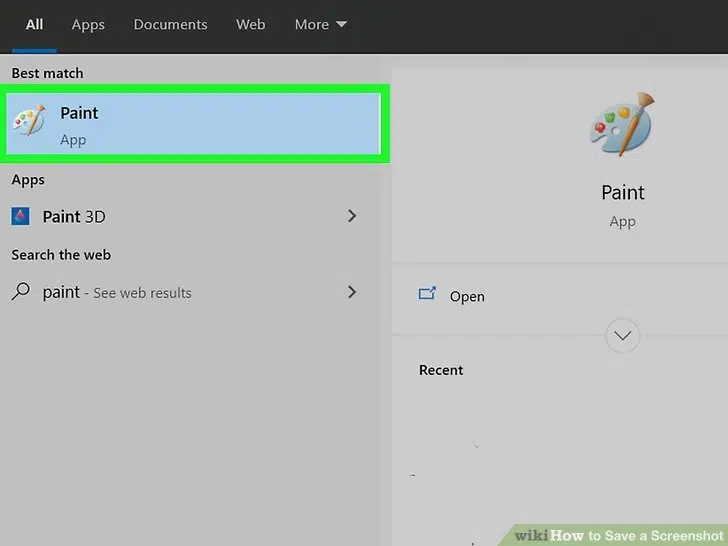 All Apps Documents Web More
Best match
Paint
App
Apps
Paint 3D
Search the web
paint - See web results
Paint
App
Open
Recent
wikiHow to Save a Screenshot